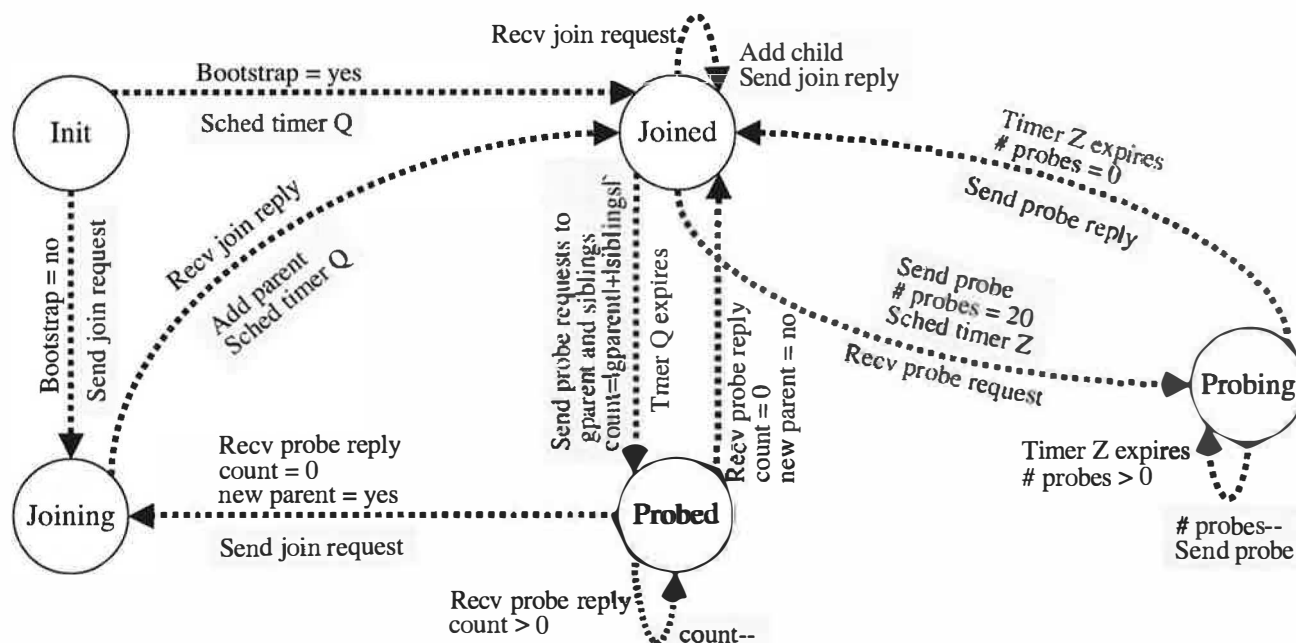 Recv join request
Add child
Send join reply
Bootstrap = yes
Sched timer Q
Init
Joined
Timer Z expires
# probes = 0
Send probe reply
Recv join reply
Add parent
Sched timer Q
Bootstrap = no
Send join request
Send probe requests to
gparent and siblings
count=|gparent|+|siblings|
Tmer Q expires
Recv probe reply
count = 0
new parent = no
Send probe
# probes = 20
Sched timer Z
Recv probe request
Probing
Timer Z expires
# probes > 0
# probes--
Send probe
Recv probe reply
count = 0
new parent = yes
Send join request
Joining
Probed
Recv probe reply
count > 0
count--